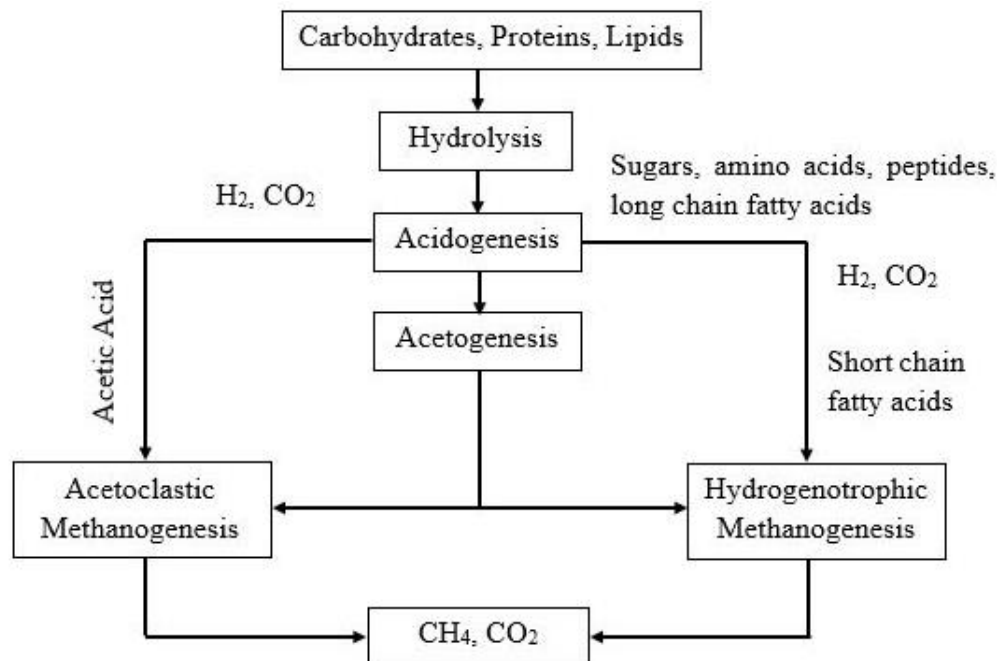 Carbohydrates, Proteins, Lipids
Hydrolysis
Sugars, amino acids, peptides,
long chain fatty acids
H₂, CO₂
Acidogenesis
H₂, CO₂
Acetic Acid
Acetogenesis
Short chain
fatty acids
Acetoclastic
Methanogenesis
Hydrogenotrophic
Methanogenesis
CH₄, CO₂